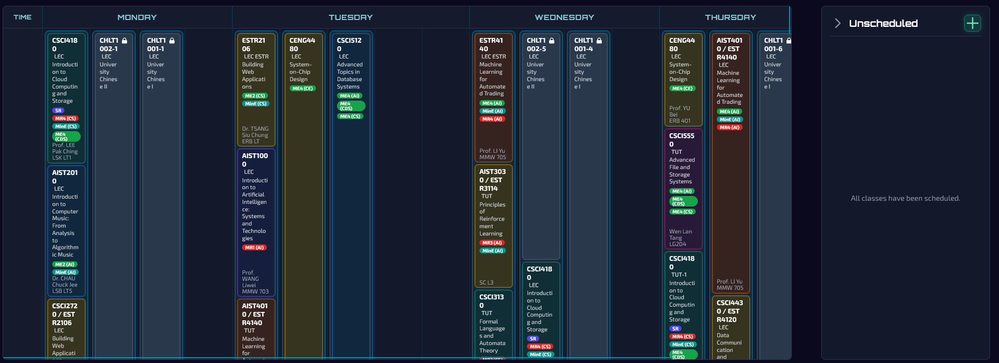 TIME
MONDAY
TUESDAY
WEDNESDAY
THURSDAY
CSCI418
0
LEC
Introducti
on to
Cloud
Computin
g and
Storage
SR
MR4 (CS)
MinE (CS)
ME4
(CDS)
Prof. LEE
Pak Ching
LSK LT1
AIST201
0
LEC
Introducti
on to
Computer
Music:
From
Analysis
to
Algorithm
ic Music
ME2 (AI)
MinE (AI)
Dr. CHAU
Chuck Jee
LSB LT5
CSCI272
0 / EST
R2106
LEC
Building
Web
Applicati
CHLT1
002-1
LEC
Univer
sity
Chines
e II
CHLT1
001-1
LEC
Univer
sity
Chines
e I
ESTR21
06
LEC ESTR
Building
Web
Applicati
ons
ME2 (CS)
MinE (CS)
Dr. TSANG
Siu Chung
ERB LT
AIST100
0
LEC
Introducti
on to
Artificial
Intelligen
ce:
Systems
and
Technolo
gies
MR1 (AI)
Prof.
WANG
Liwei
MMW 703
AIST401
0 / EST
R4140
TUT
Machine
Learning
for
CENG44
80
LEC
System-
on-Chip
Design
ME4 (CE)
CSCI512
0
LEC
Advanced
Topics in
Database
Systems
ME4 (AI)
ME4
(CDS)
ME4 (CS)
ESTR41
40
LEC ESTR
Machine
Learning
for
Automate
d Trading
ME4 (AI)
MinE (AI)
MR4 (AI)
Prof. LI Yu
MMW 705
AIST303
0 / EST
R3114
TUT
Principles
of
Reinforce
ment
Learning
MR3 (AI)
MinE (AI)
SC L3
CSCI313
0
TUT
Formal
Language
s and
Automata
Theory
CHLT1
002-5
LEC
Univer
sity
Chines
e II
CSCI418
0
LEC
Introducti
on to
Cloud
Computin
g and
Storage
SR
MR4 (CS)
MinE (CS)
CHLT1
001-4
LEC
Univer
sity
Chines
e I
CENG44
80
LEC
System-
on-Chip
Design
ME4 (CE)
Prof. YU
Bei
ERB 401
CSCI555
0
TUT
Advanced
File and
Storage
Systems
ME4 (AI)
ME4
(CDS)
ME4 (CS)
Wen Lan
Tang
LG204
CSCI418
0
TUT-1
Introducti
on to
Cloud
Computin
g and
Storage
SR
MR4 (CS)
MinE (CS)
ME4
(CDS)
AIST401
0 / EST
R4140
LEC
Machine
Learning
for
Automate
d Trading
ME4 (AI)
MinE (AI)
MR4 (AI)
Prof. LI Yu
MMW 705
CSCI443
0 / EST
R4120
LEC
Data
Communi
cation
and
CHLT1
001-6
LEC
Univer
sity
Chines
e I
Unscheduled
All classes have been scheduled.